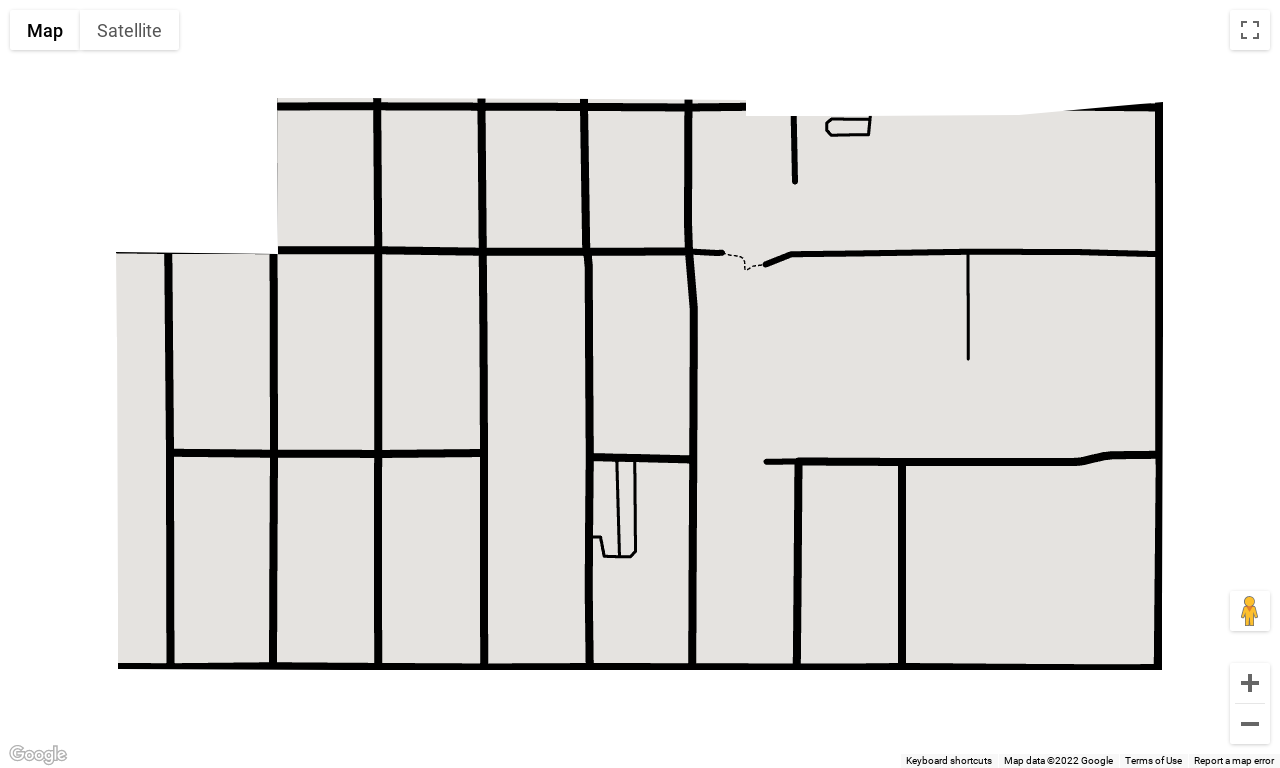 Map Satellite
Google
Keyboard shortcuts Map data ©2022 Google Terms of Use Report a map error